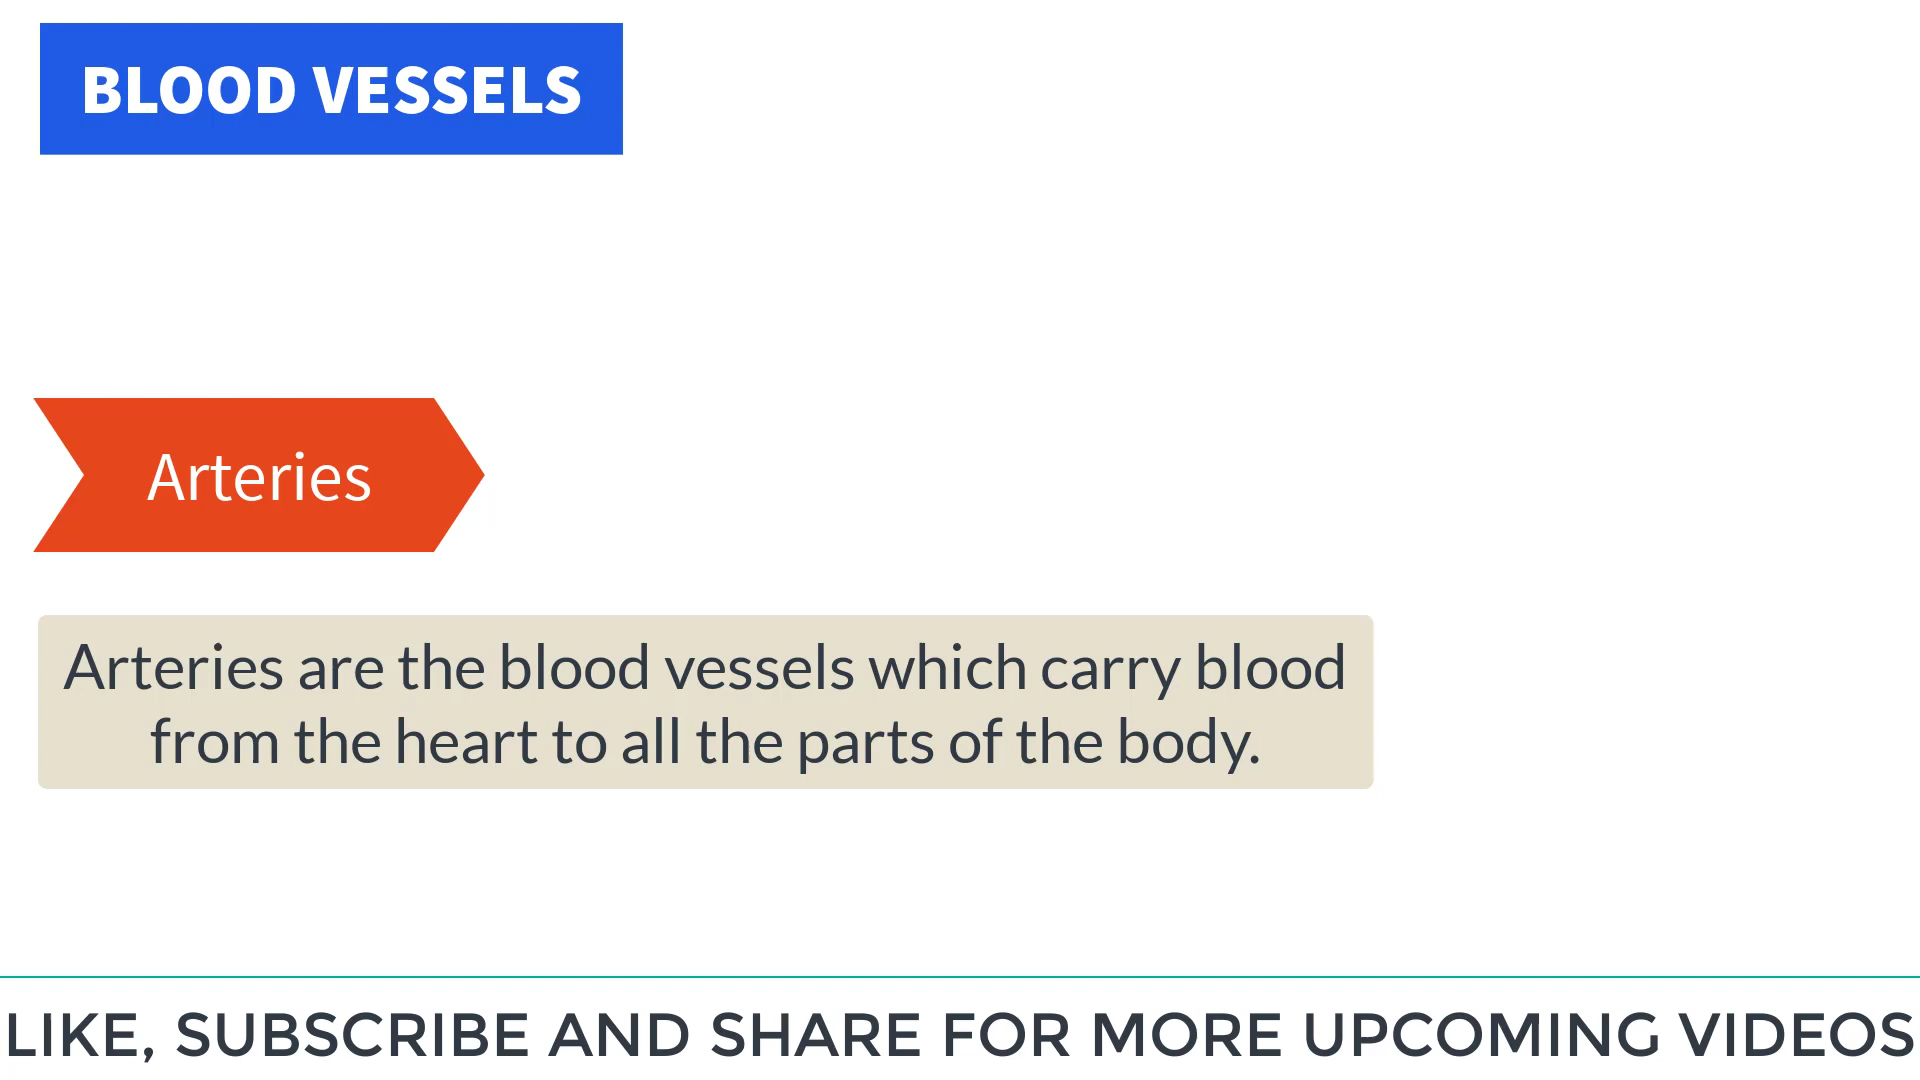 BLOOD VESSELS
Arteries
Arteries are the blood vessels which carry blood
from the heart to all the parts of the body.
LIKE, SUBSCRIBE AND SHARE FOR MORE UPCOMING VIDEOS